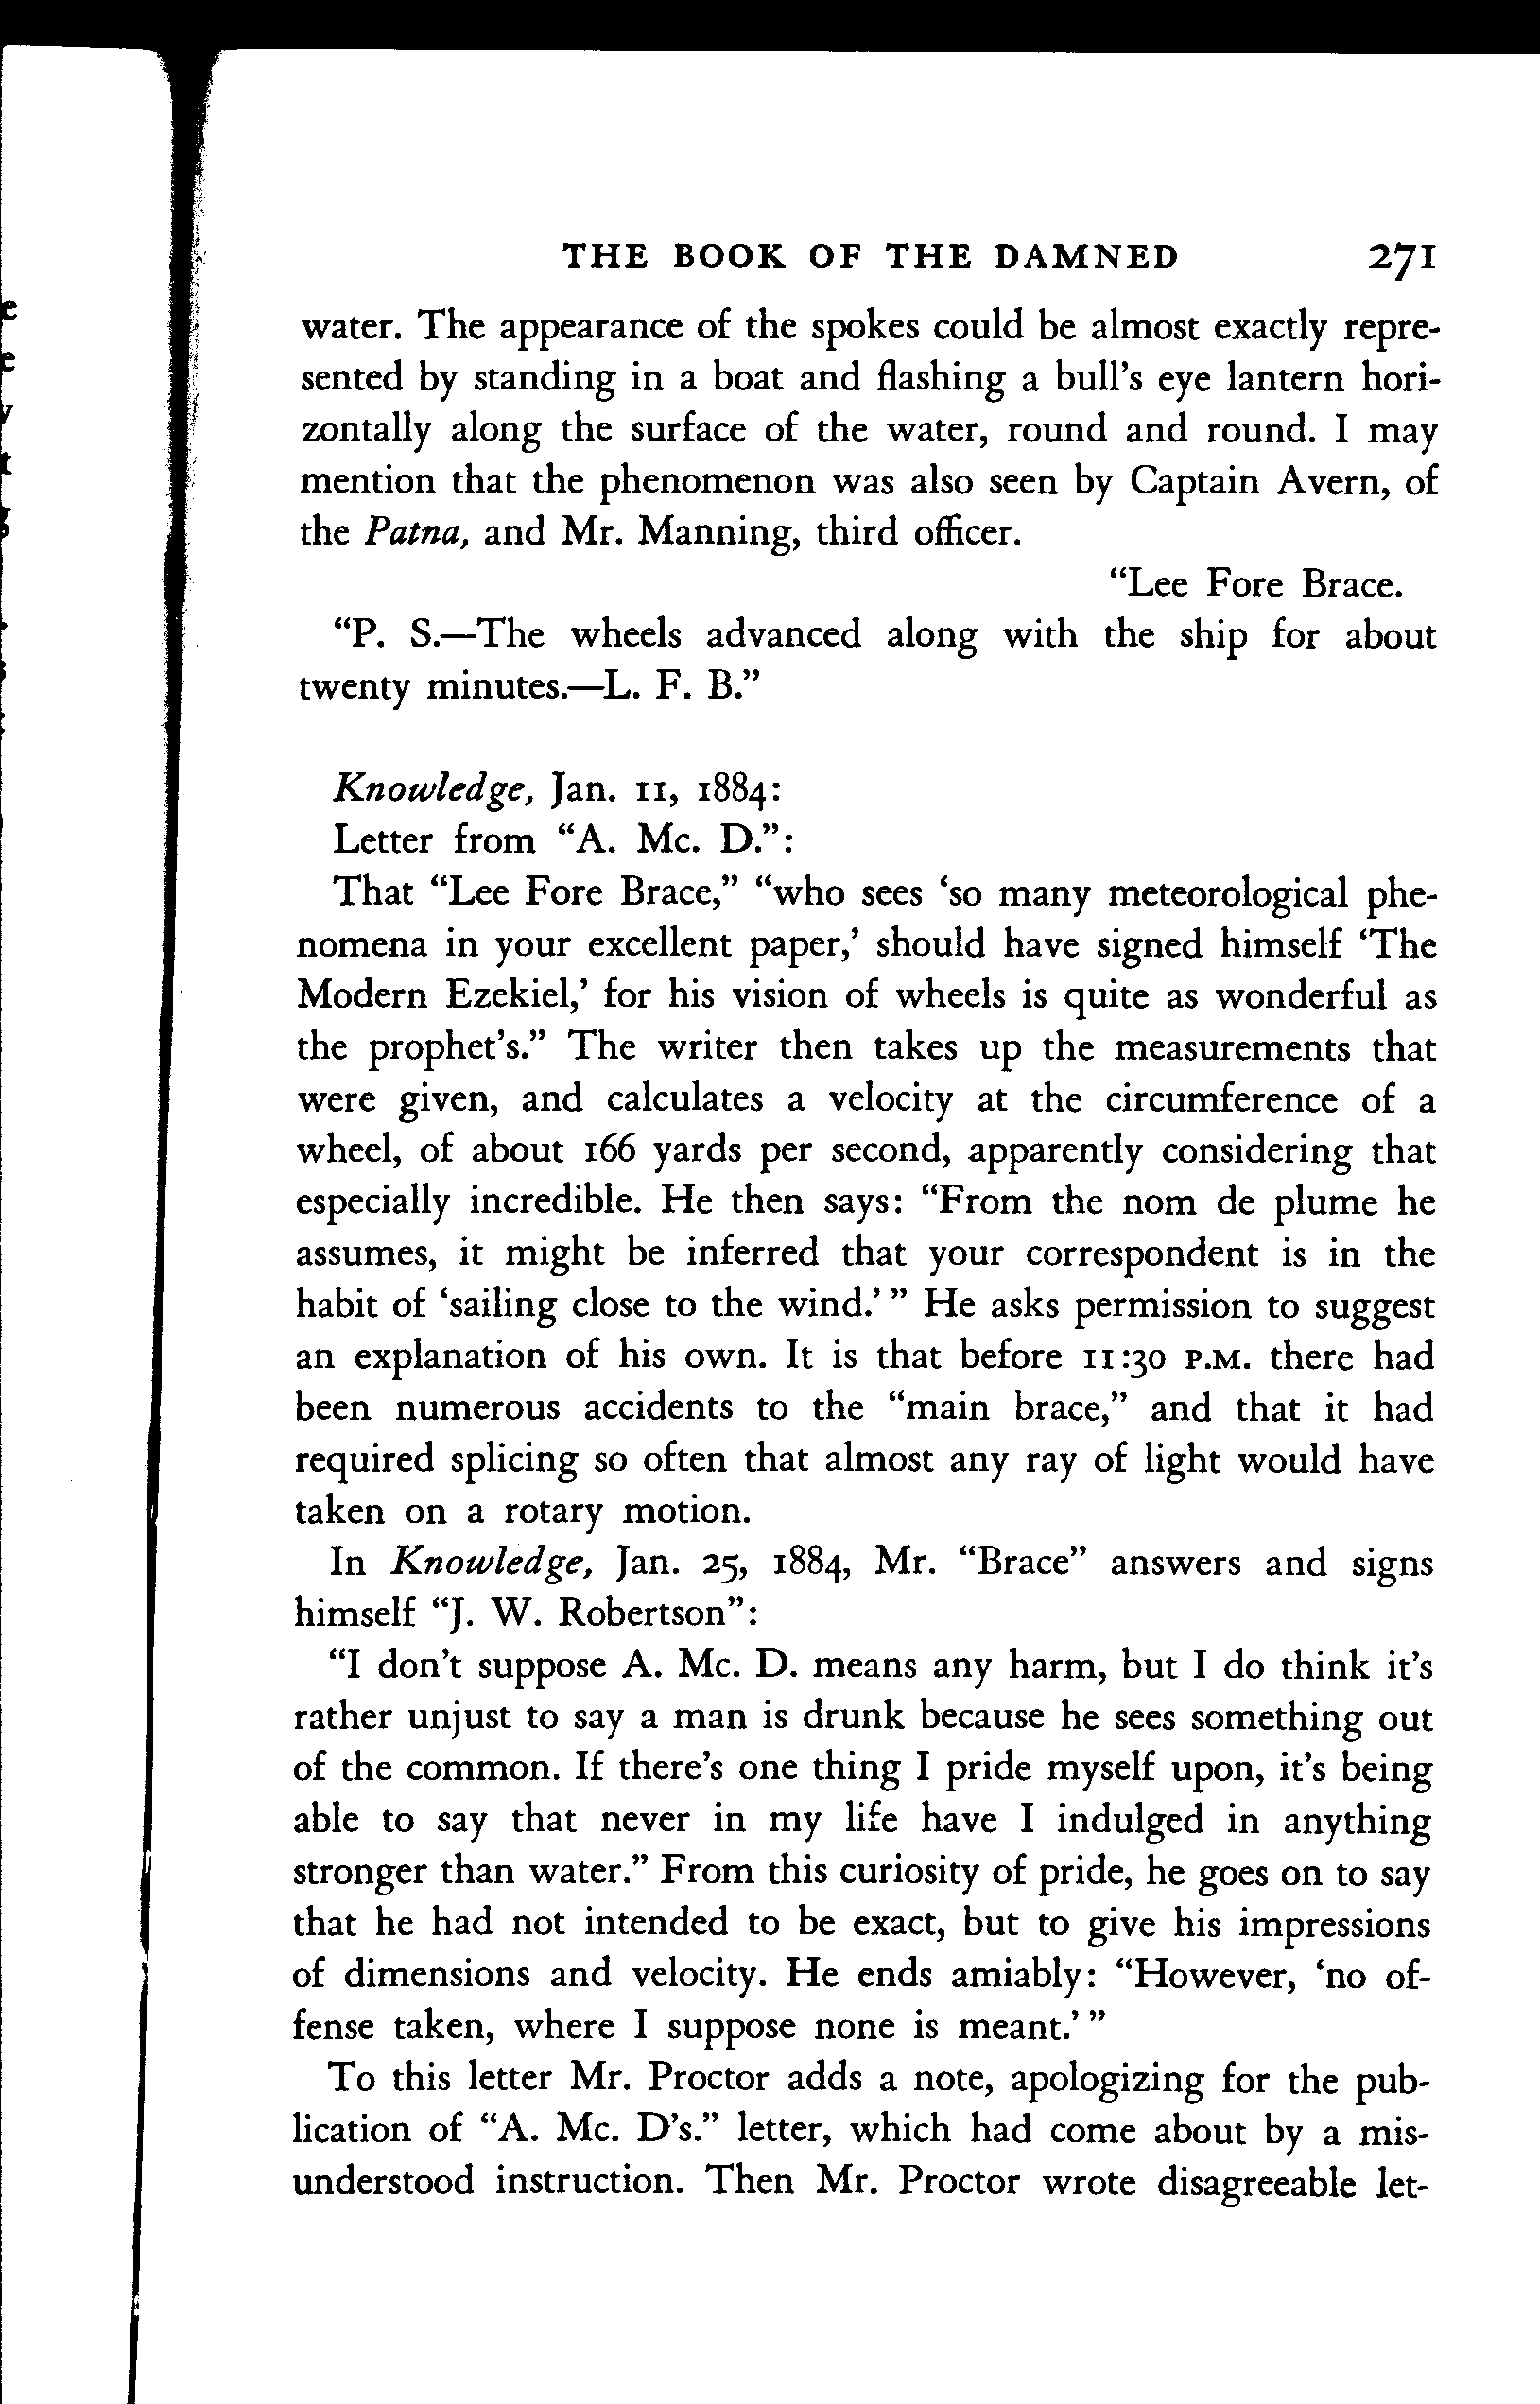 THE BOOK OF THE DAMNED 271
water. The appearance of the spokes could be almost exactly repre-
sented by standing in a boat and flashing a bull's eye lantern hori-
zontally along the surface of the water, round and round. I may
mention that the phenomenon was also seen by Captain Avern, of
the Patna, and Mr. Manning, third officer.
“Lee Fore Brace.
“P. S.—The wheels advanced along with the ship for about
twenty minutes.—L. F. B.”
Knowledge, Jan. 11, 1884:
Letter from “A. Mc. D.”:
That “Lee Fore Brace,” “who sees ‘so many meteorological phe-
nomena in your excellent paper,’ should have signed himself ‘The
Modern Ezekiel,’ for his vision of wheels is quite as wonderful as
the prophet's.” The writer then takes up the measurements that
were given, and calculates a velocity at the circumference of a
wheel, of about 166 yards per second, apparently considering that
especially incredible. He then says: “From the nom de plume he
assumes, it might be inferred that your correspondent is in the
habit of ‘sailing close to the wind.’” He asks permission to suggest
an explanation of his own. It is that before 11:30 P.M. there had
been numerous accidents to the “main brace,” and that it had
required splicing so often that almost any ray of light would have
taken on a rotary motion.
In Knowledge, Jan. 25, 1884, Mr. “Brace” answers and signs
himself “J. W. Robertson”:
“I don't suppose A. Mc. D. means any harm, but I do think it's
rather unjust to say a man is drunk because he sees something out
of the common. If there's one thing I pride myself upon, it's being
able to say that never in my life have I indulged in anything
stronger than water.” From this curiosity of pride, he goes on to say
that he had not intended to be exact, but to give his impressions
of dimensions and velocity. He ends amiably: “However, ‘no of-
fense taken, where I suppose none is meant.’”
To this letter Mr. Proctor adds a note, apologizing for the pub-
lication of “A. Mc. D's.” letter, which had come about by a mis-
understood instruction. Then Mr. Proctor wrote disagreeable let-